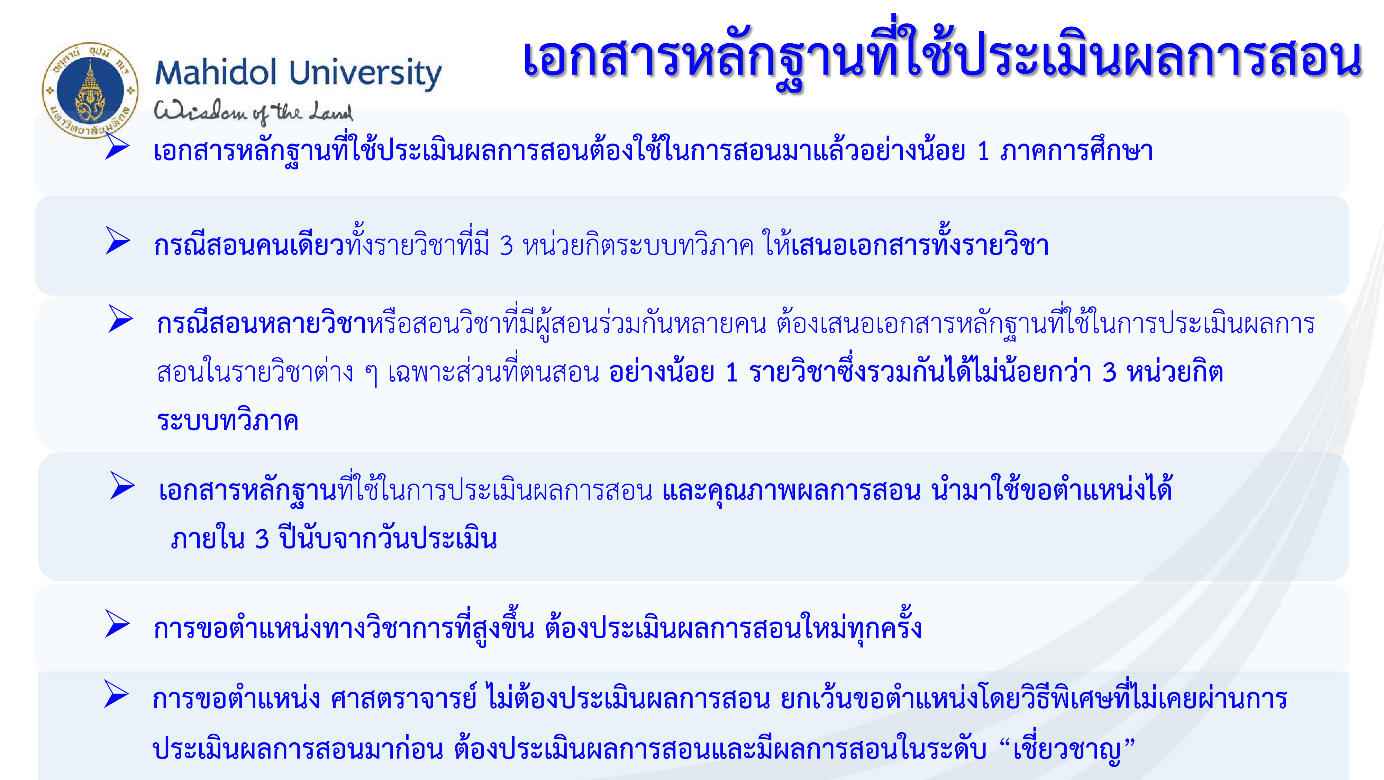 เอกสารหลักฐานที่ใช้ประเมินผลการสอน
Mahidol University
Wisdom of the Land
➢ เอกสารหลักฐานที่ใช้ประเมินผลการสอนต้องใช้ในการสอนมาแล้วอย่างน้อย 1 ภาคการศึกษา
➢ กรณีสอนคนเดียวทั้งรายวิชาที่มี 3 หน่วยกิตระบบทวิภาค ให้เสนอเอกสารทั้งรายวิชา
➢ กรณีสอนหลายวิชาหรือสอนวิชาที่มีผู้สอนร่วมกันหลายคน ต้องเสนอเอกสารหลักฐานที่ใช้ในการประเมินผลการ
สอนในรายวิชาต่าง ๆ เฉพาะส่วนที่ตนสอน อย่างน้อย 1 รายวิชาซึ่งรวมกันได้ไม่น้อยกว่า 3 หน่วยกิต
ระบบทวิภาค
➢ เอกสารหลักฐานที่ใช้ในการประเมินผลการสอน และคุณภาพผลการสอน นำมาใช้ขอตำแหน่งได้
ภายใน 3 ปีนับจากวันประเมิน
➢ การขอตำแหน่งทางวิชาการที่สูงขึ้น ต้องประเมินผลการสอนใหม่ทุกครั้ง
➢ การขอตำแหน่ง ศาสตราจารย์ ไม่ต้องประเมินผลการสอน ยกเว้นขอตำแหน่งโดยวิธีพิเศษที่ไม่เคยผ่านการ
ประเมินผลการสอนมาก่อน ต้องประเมินผลการสอนและมีผลการสอนในระดับ “เชี่ยวชาญ”